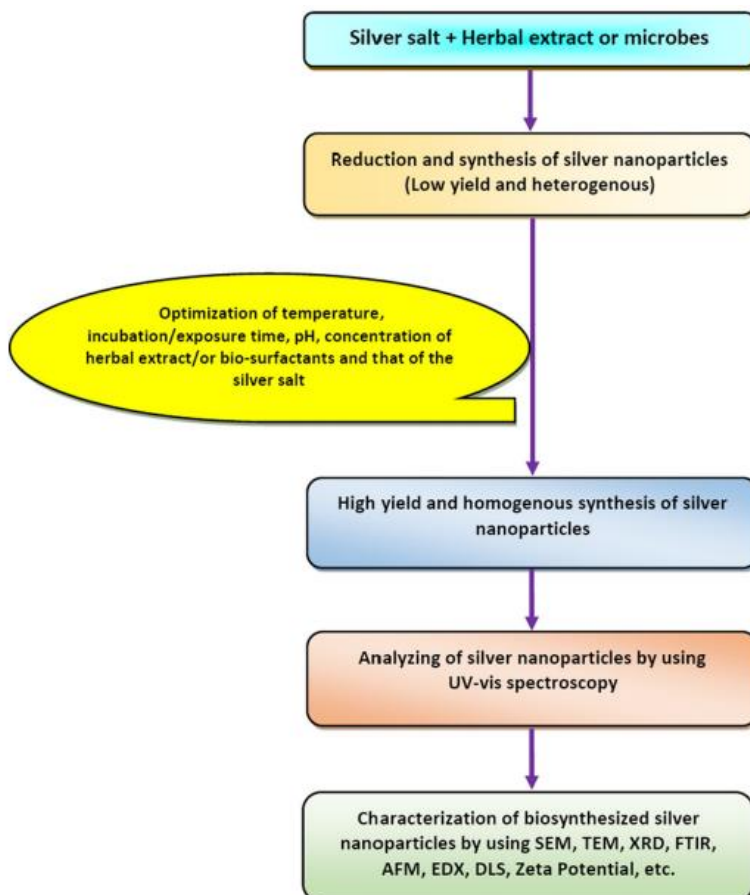 Silver salt + Herbal extract or microbes
Reduction and synthesis of silver nanoparticles
(Low yield and heterogenous)
Optimization of temperature,
incubation/exposure time, pH, concentration of
herbal extract/or bio-surfactants and that of the
silver salt
High yield and homogenous synthesis of silver
nanoparticles
Analyzing of silver nanoparticles by using
UV-vis spectroscopy
Characterization of biosynthesized silver
nanoparticles by using SEM, TEM, XRD, FTIR,
AFM, EDX, DLS, Zeta Potential, etc.